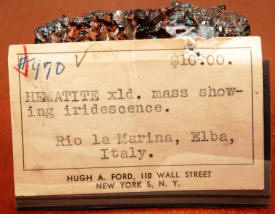 #970 ✓ $16.00.
HEMATITE xld. mass show-
ing iridescence.
Rio la Marina, Elba,
Italy.
HUGH A. FORD, 110 WALL STREET
NEW YORK 5, N. Y.